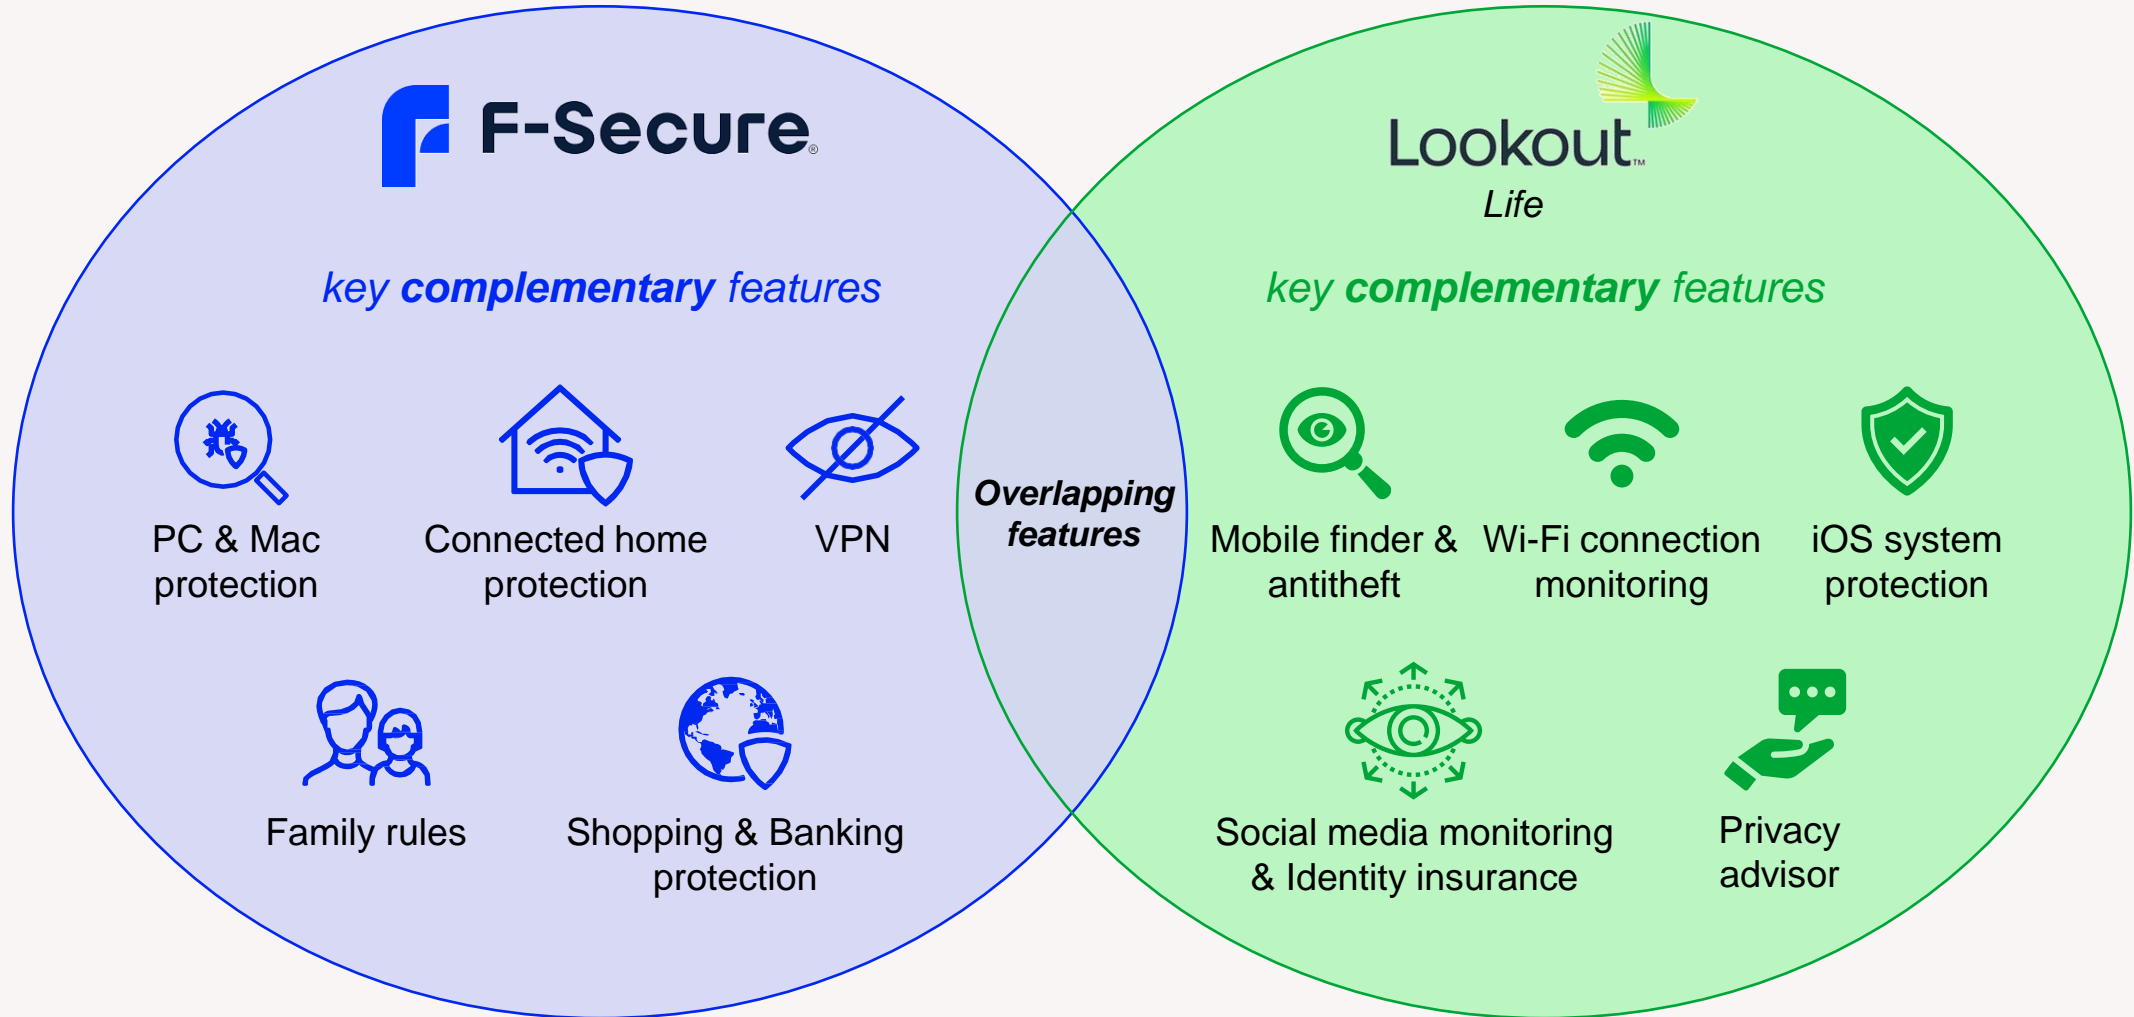 F-Secure®
Lookout™
Life
key complementary features
key complementary features
PC & Mac
protection
Connected home
protection
VPN
Overlapping
features
Mobile finder &
antitheft
Wi-Fi connection
monitoring
iOS system
protection
Family rules
Shopping & Banking
protection
Social media monitoring
& Identity insurance
Privacy
advisor